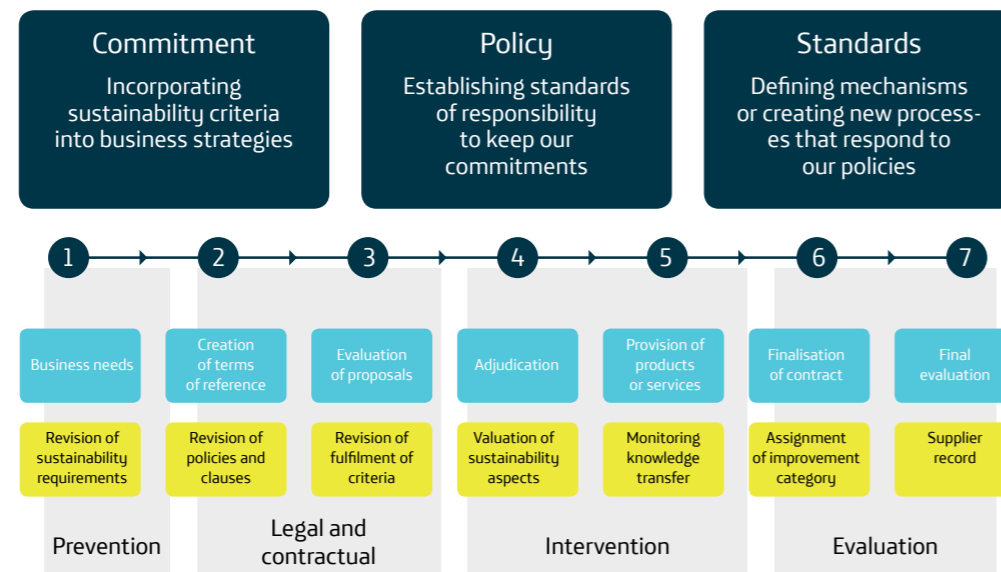 Commitment
Incorporating
sustainability criteria
into business strategies
Policy
Establishing standards
of responsibility
to keep our
commitments
Standards
Defining mechanisms
or creating new process-
es that respond to
our policies
1
2
3
4
5
6
7
Business needs
Creation
of terms
of reference
Evaluation
of proposals
Adjudication
Provision of
products
or services
Finalisation
of contract
Final
evaluation
Revision of
sustainability
requirements
Revision of
policies and
clauses
Revision of
fulfilment of
criteria
Valuation of
sustainability
aspects
Monitoring
knowledge
transfer
Assignment
of improvement
category
Supplier
record
Prevention
Legal and
contractual
Intervention
Evaluation